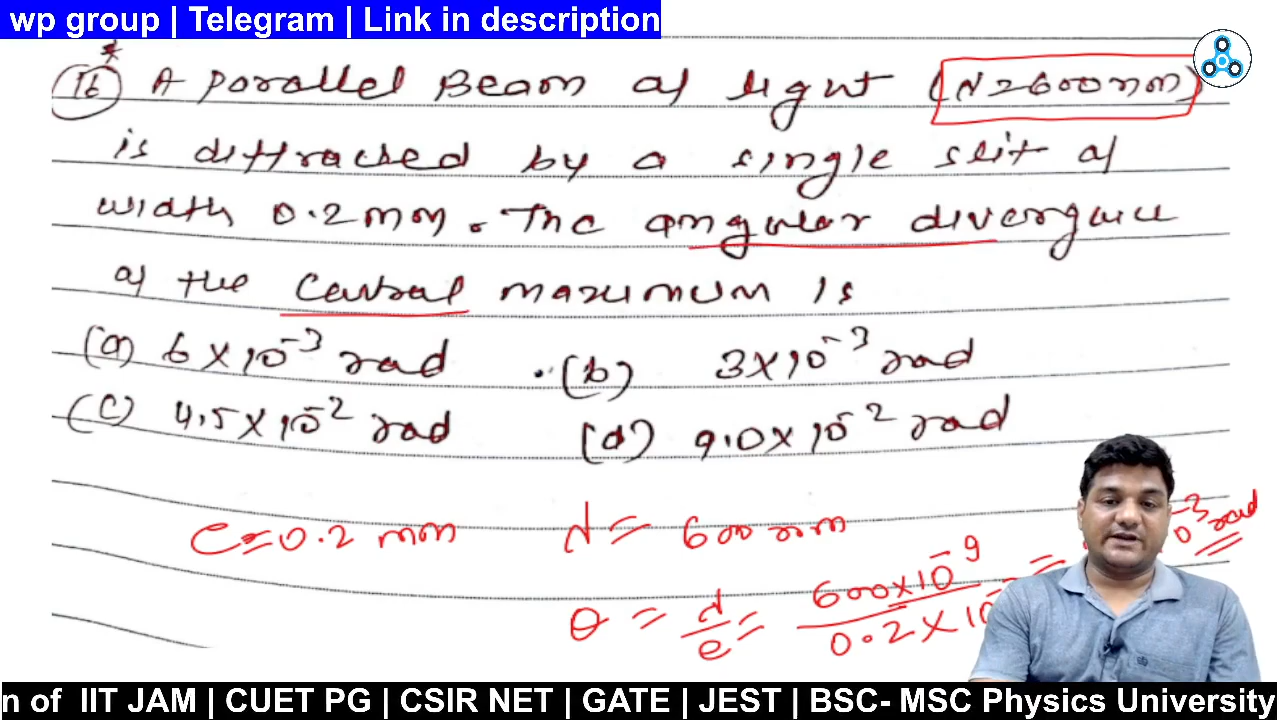 wp group | Telegram | Link in description
*
16 A parallel Beam of light (λ=600nm)
is diffracted by a single slit of
width 0.2mm. The angular divergence
of the central maximum is
(a) 6×10⁻³ rad (b) 3×10⁻³ rad
(c) 4.5×10⁻² rad (d) 9.0×10⁻² rad
e=0.2 mm λ= 600nm
θ = λ/e = 600×10⁻⁹/0.2×10 = rad
n of IIT JAM | CUET PG | CSIR NET | GATE | JEST | BSC- MSC Physics University